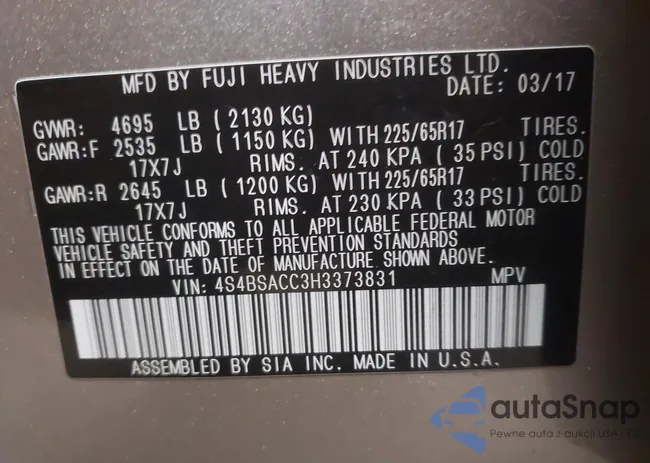 MFD BY FUJI HEAVY INDUSTRIES LTD.
DATE: 03/17
GVWR: 4695 LB (2130 KG)
GAWR:F 2535 LB (1150 KG) WITH 225/65R17 TIRES.
17X7J RIMS. AT 240 KPA (35 PSI) COLD
GAWR:R 2645 LB (1200 KG) WITH 225/65R17 TIRES.
17X7J RIMS. AT 230 KPA (33 PSI) COLD
THIS VEHICLE CONFORMS TO ALL APPLICABLE FEDERAL MOTOR
VEHICLE SAFETY AND THEFT PREVENTION STANDARDS
IN EFFECT ON THE DATE OF MANUFACTURE SHOWN ABOVE.
VIN: 4S4BSACC3H3373831 MPV
ASSEMBLED BY SIA INC. MADE IN U.S.A.
autaSnap
Pewne auta z aukcji USA i EU